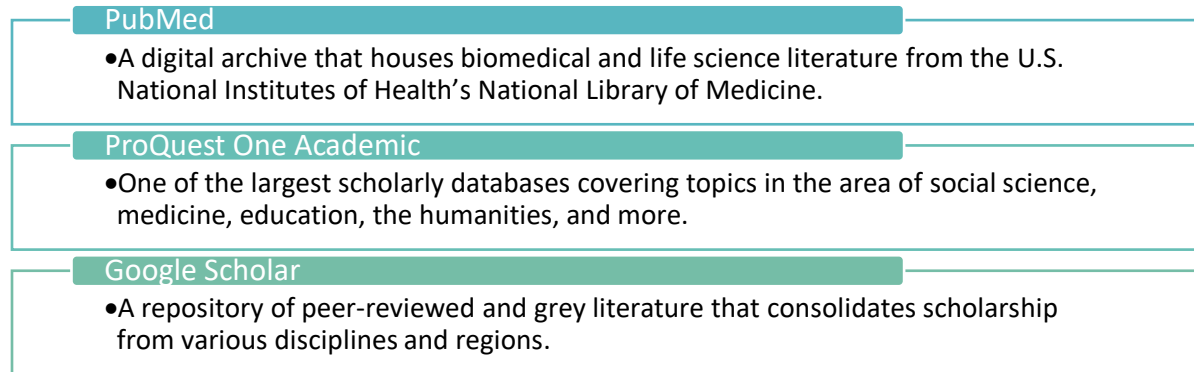 PubMed
•A digital archive that houses biomedical and life science literature from the U.S.
National Institutes of Health’s National Library of Medicine.
ProQuest One Academic
•One of the largest scholarly databases covering topics in the area of social science,
medicine, education, the humanities, and more.
Google Scholar
•A repository of peer-reviewed and grey literature that consolidates scholarship
from various disciplines and regions.